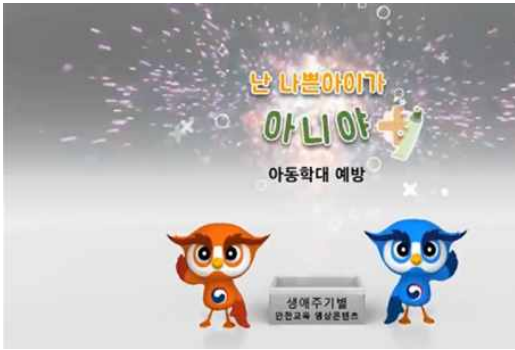 난 나쁜아이가
아니야
아동학대 예방
생애주기별
안전교육 영상콘텐츠